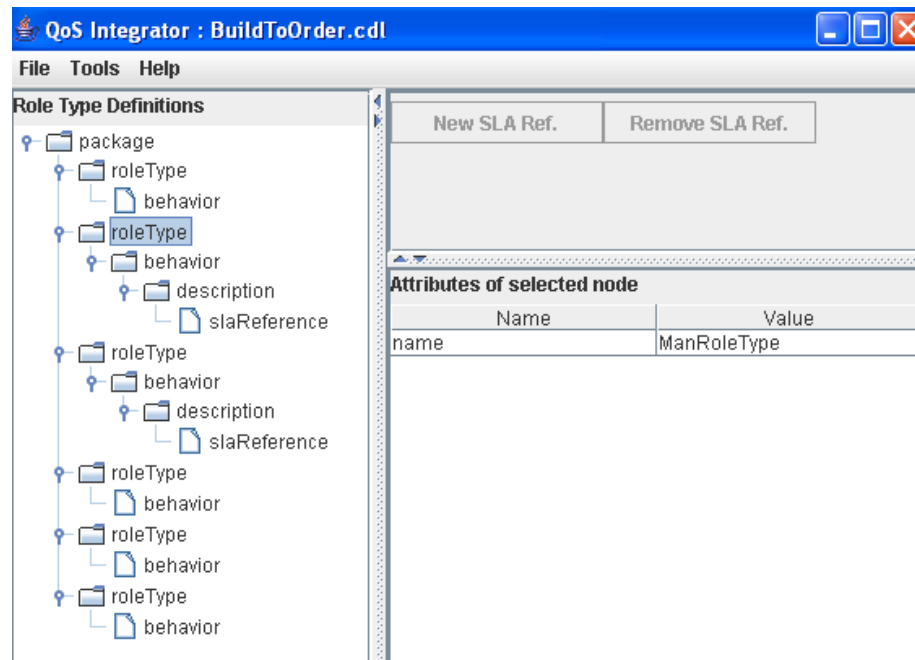 QoS Integrator : BuildToOrder.cdl
File Tools Help
Role Type Definitions
package
roleType
behavior
roleType
behavior
description
slaReference
roleType
behavior
description
slaReference
roleType
behavior
roleType
behavior
roleType
behavior
New SLA Ref. Remove SLA Ref.
Attributes of selected node
Name Value
name ManRoleType